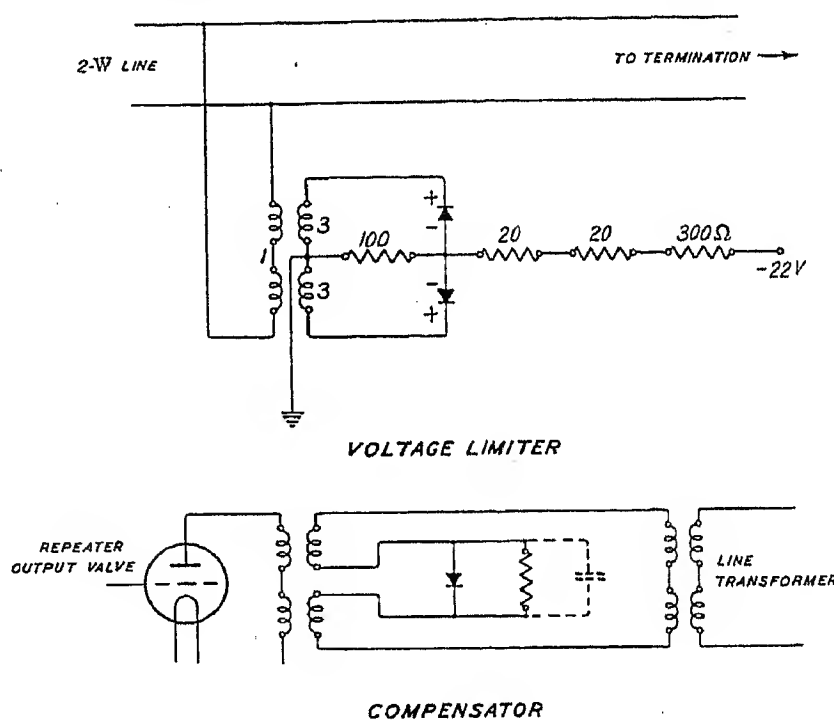 2-W LINE
TO TERMINATION
+
3
100
-
20
20
300Ω
1
-22V
3
-
+
VOLTAGE LIMITER
REPEATER
OUTPUT VALVE
LINE
TRANSFORMER
COMPENSATOR